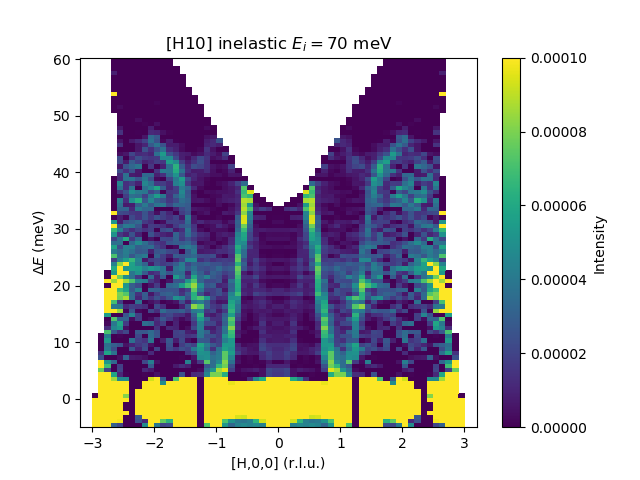 [H10] inelastic E_i = 70 meV
60
50
40
30
20
10
0
ΔE (meV)
−3 −2 −1 0 1 2 3
[H,0,0] (r.l.u.)
0.00010
0.00008
0.00006
0.00004
0.00002
0.00000
Intensity